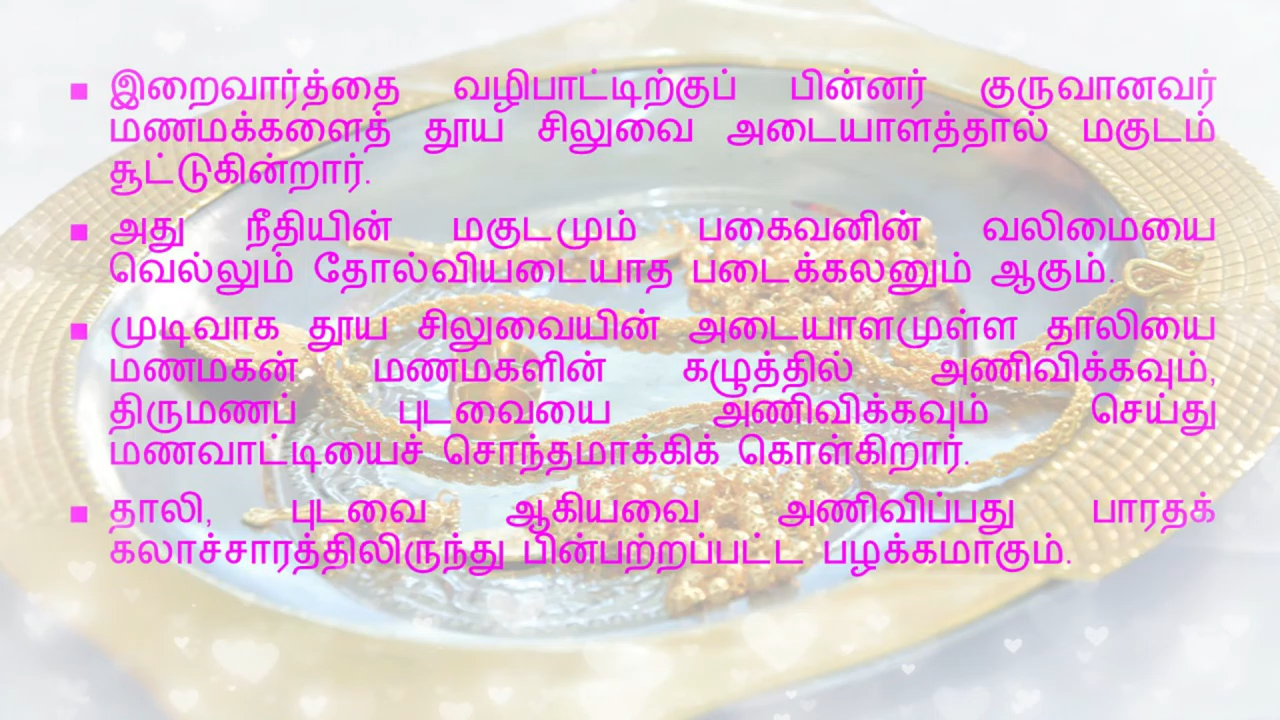 ▪ இறைவார்த்தை வழிபாட்டிற்குப் பின்னர் குருவானவர்
மணமக்களைத் தூய சிலுவை அடையாளத்தால் மகுடம்
சூட்டுகின்றார்.
▪ அது நீதியின் மகுடமும் பகைவனின் வலிமையை
வெல்லும் தோல்வியடையாத படைக்கலனும் ஆகும்.
▪ முடிவாக தூய சிலுவையின் அடையாளமுள்ள தாலியை
மணமகன் மணமகளின் கழுத்தில் அணிவிக்கவும்,
திருமணப் புடவையை அணிவிக்கவும் செய்து
மணவாட்டியைச் சொந்தமாக்கிக் கொள்கிறார்.
▪ தாலி, புடவை ஆகியவை அணிவிப்பது பாரதக்
கலாச்சாரத்திலிருந்து பின்பற்றப்பட்ட பழக்கமாகும்.